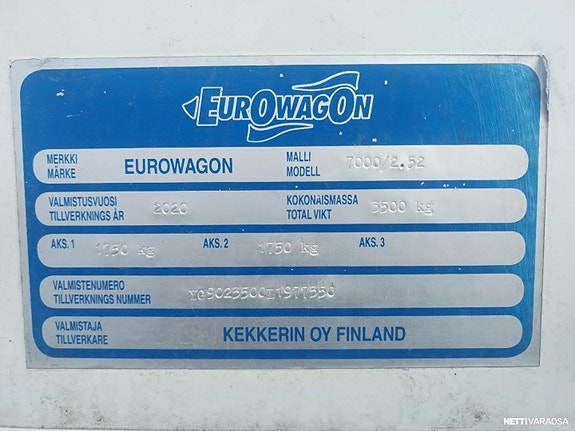 EUROWAGON
MERKKI MÄRKE EUROWAGON MALLI MODELL 7000/2.52
VALMISTUSVUOSI TILLVERKNINGS ÅR 2020 KOKONAISMASSA TOTAL VIKT 3500 kg
AKS. 1 1750 kg AKS. 2 1750 kg AKS. 3
VALMISTENUMERO
TILLVERKNINGS NUMMER
VALMISTAJA TILLVERKARE KEKKERIN OY FINLAND
NETTIVARAOSA